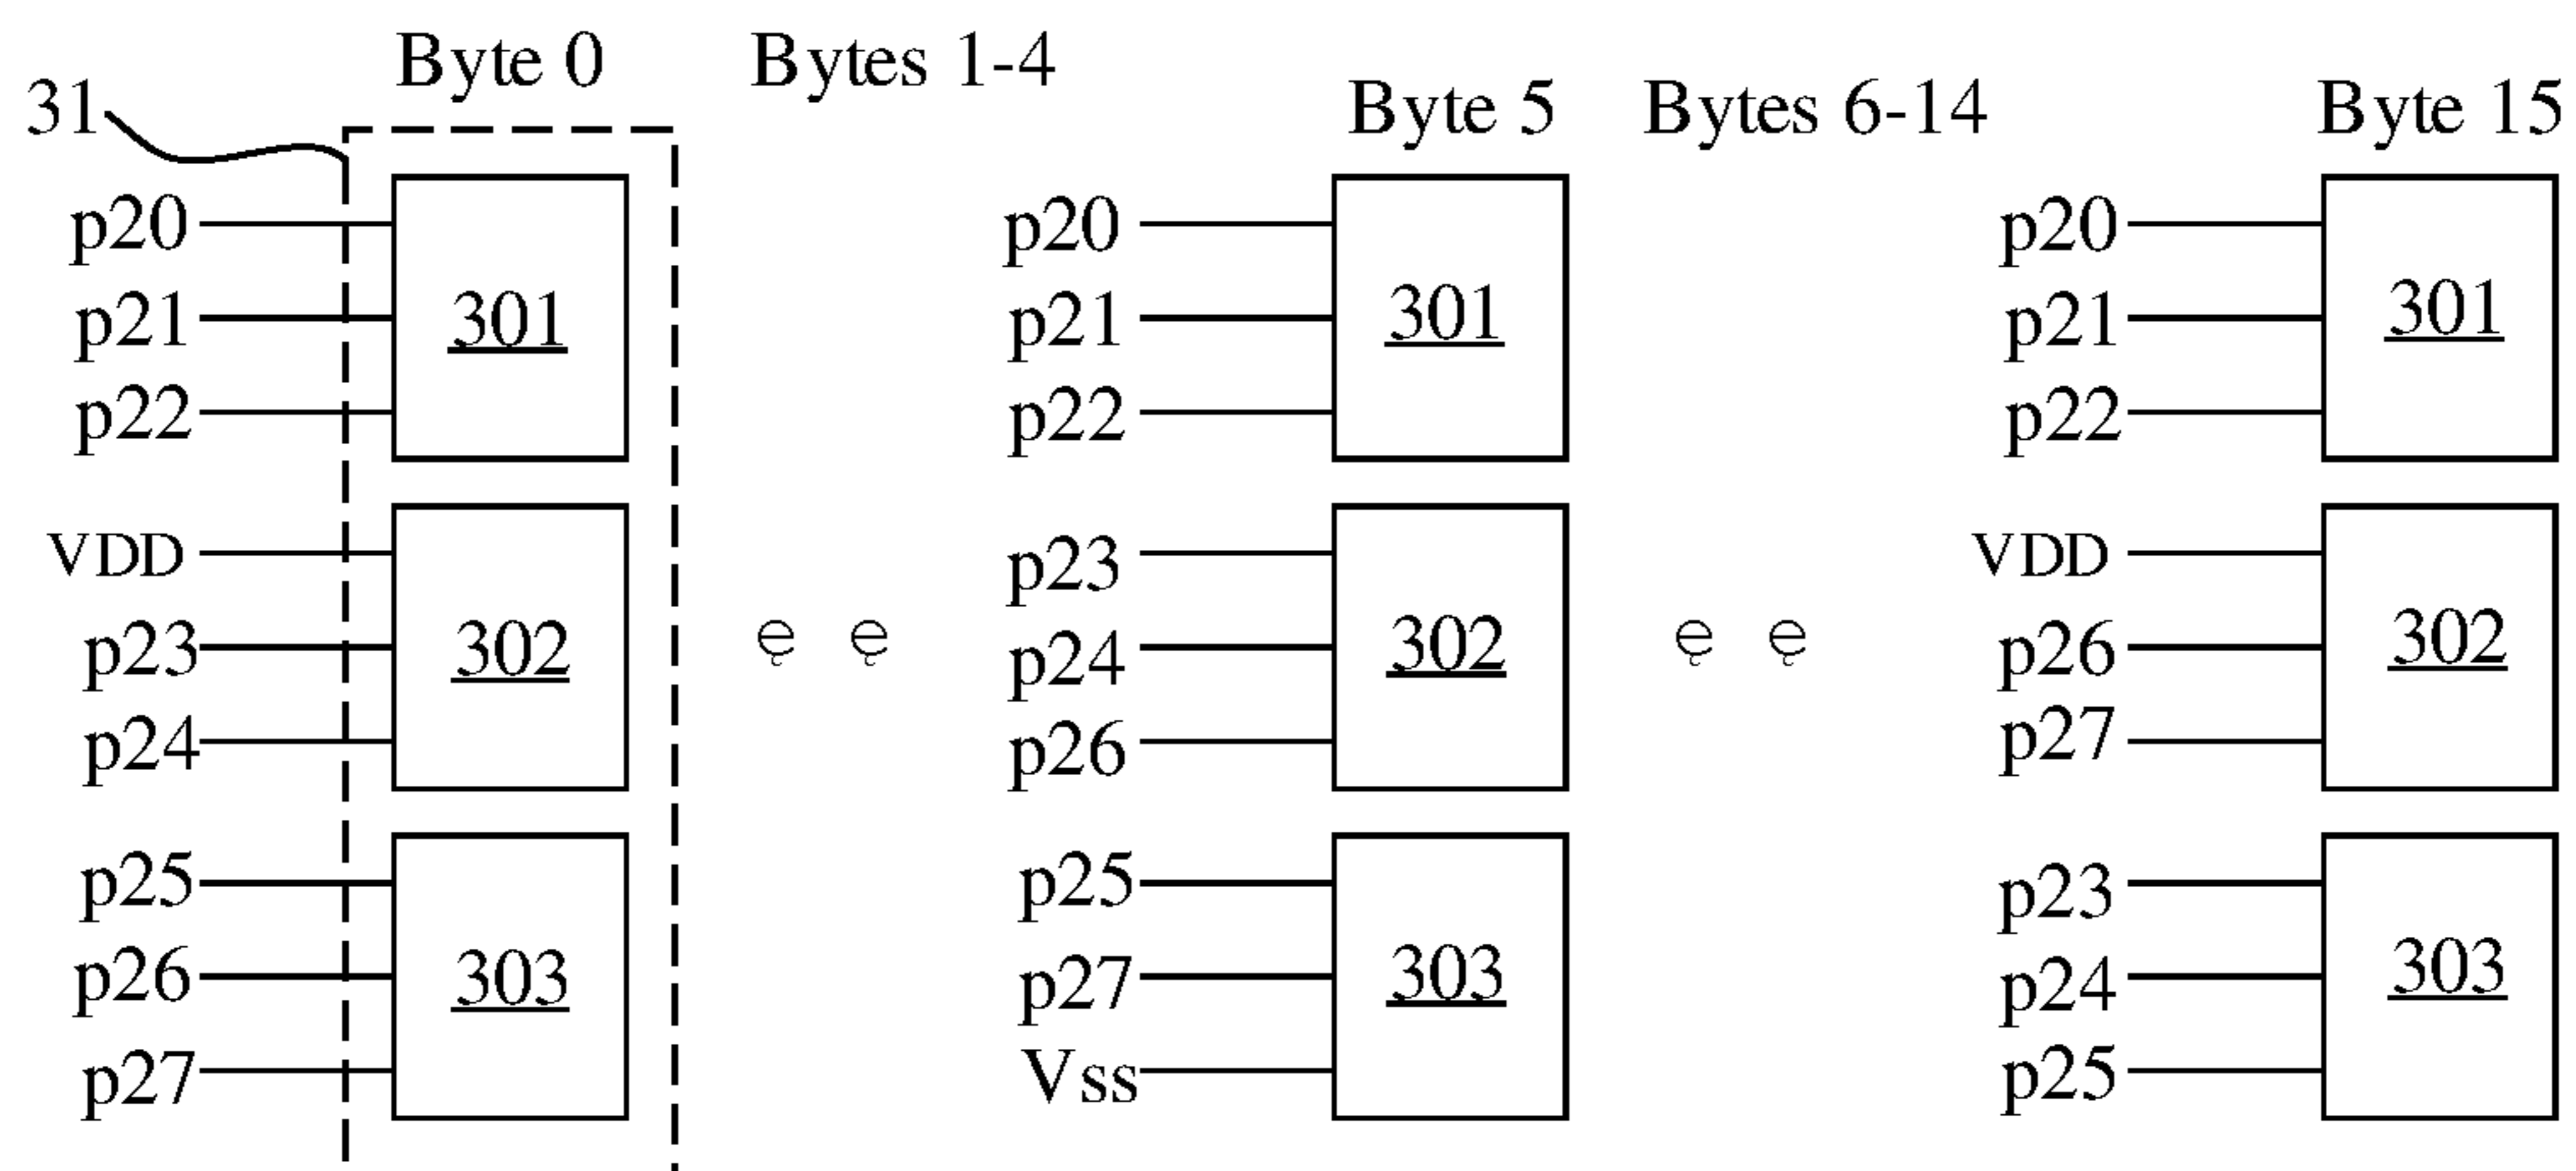 Byte 0 Bytes 1-4
31 Byte 5 Bytes 6-14 Byte 15
p20 p20 p20
p21 301 p21 301 p21 301
p22 p22 p22
VDD p23 VDD
p23 302 ę ę p24 302 ę ę p26 302
p24 p26 p27
p25 p25 p23
p26 303 p27 303 p24 303
p27 Vss p25